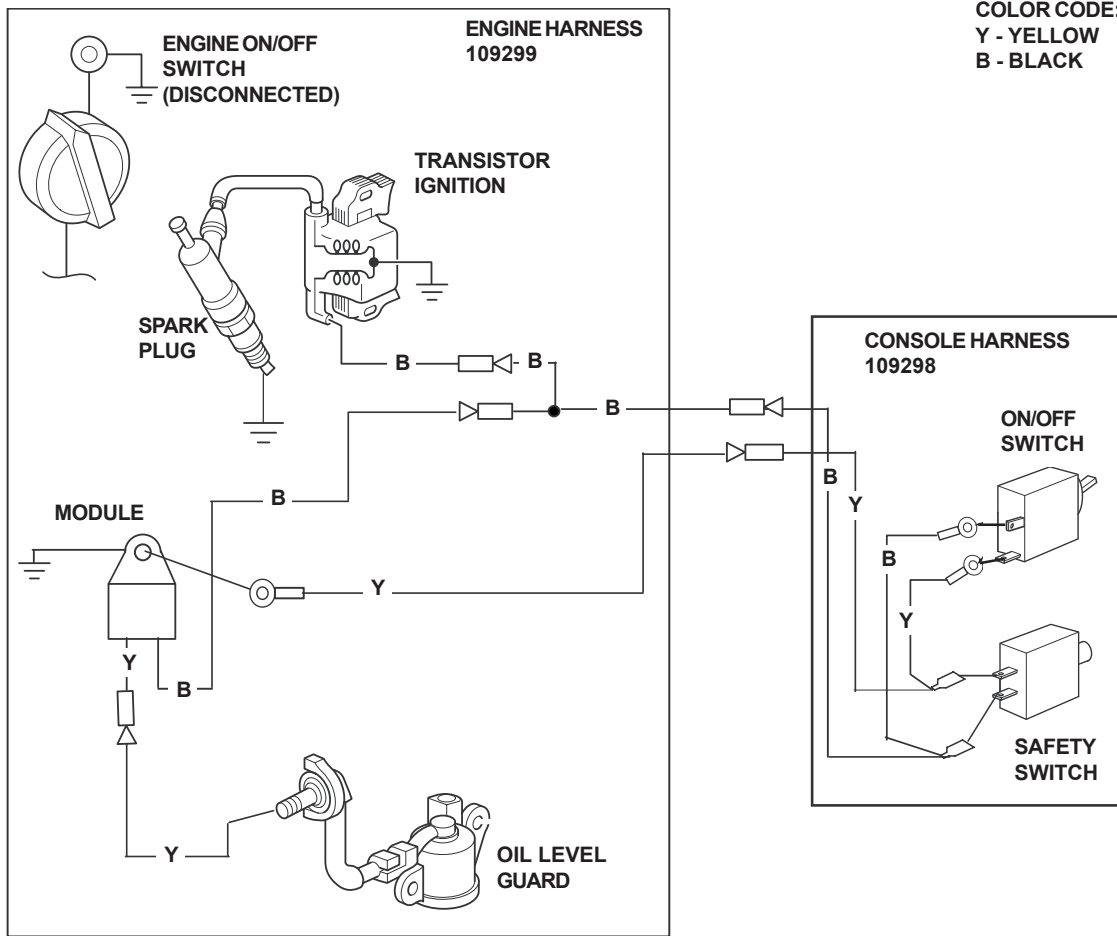 COLOR CODE:
Y - YELLOW
B - BLACK
ENGINE HARNESS
109299
ENGINE ON/OFF
SWITCH
(DISCONNECTED)
TRANSISTOR
IGNITION
SPARK
PLUG
B
B
B
B
MODULE
Y
Y
B
Y
OIL LEVEL
GUARD
CONSOLE HARNESS
109298
ON/OFF
SWITCH
B
Y
B
Y
SAFETY
SWITCH